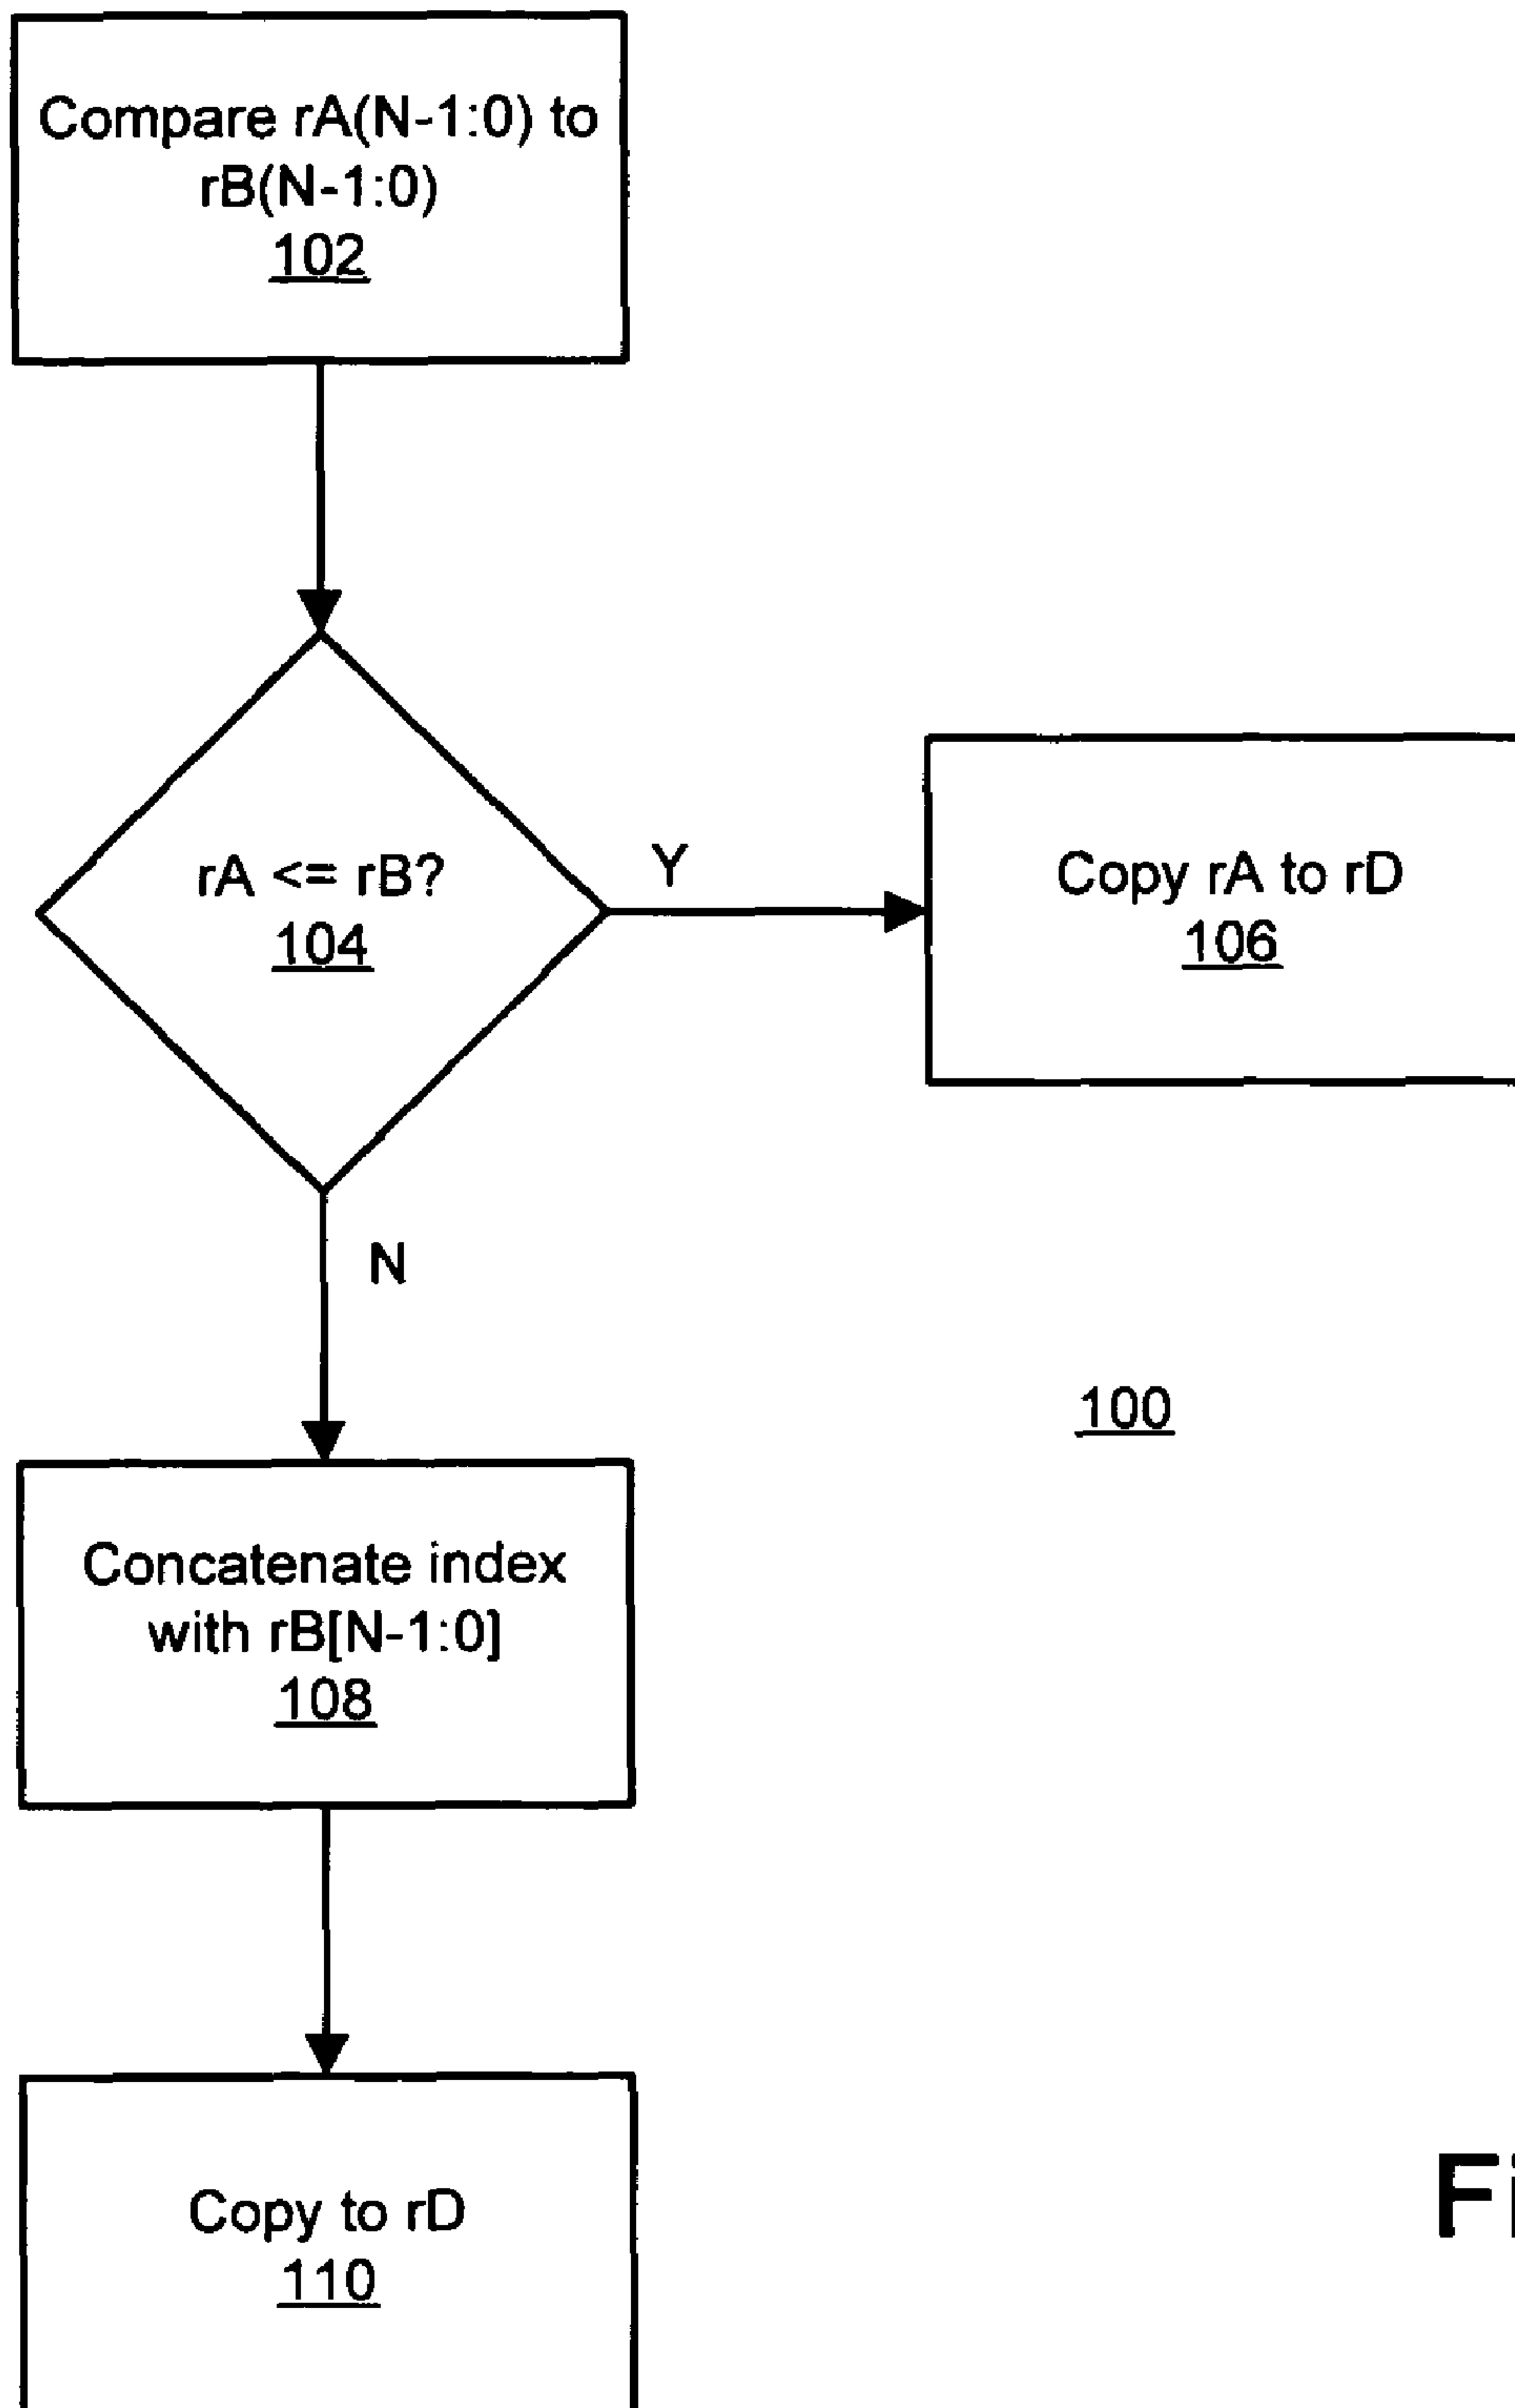 Compare rA(N-1:0) to
rB(N-1:0)
102
rA <= rB?
104
Y
Copy rA to rD
106
N
100
Concatenate index
with rB[N-1:0]
108
Copy to rD
110